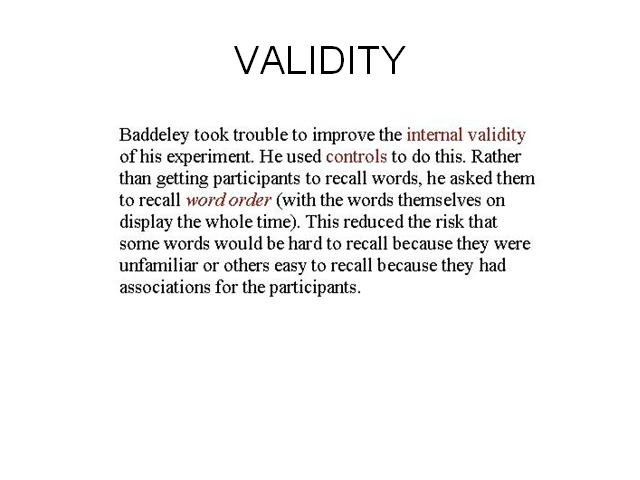 VALIDITY
Baddeley took trouble to improve the internal validity
of his experiment. He used controls to do this. Rather
than getting participants to recall words, he asked them
to recall word order (with the words themselves on
display the whole time). This reduced the risk that
some words would be hard to recall because they were
unfamiliar or others easy to recall because they had
associations for the participants.